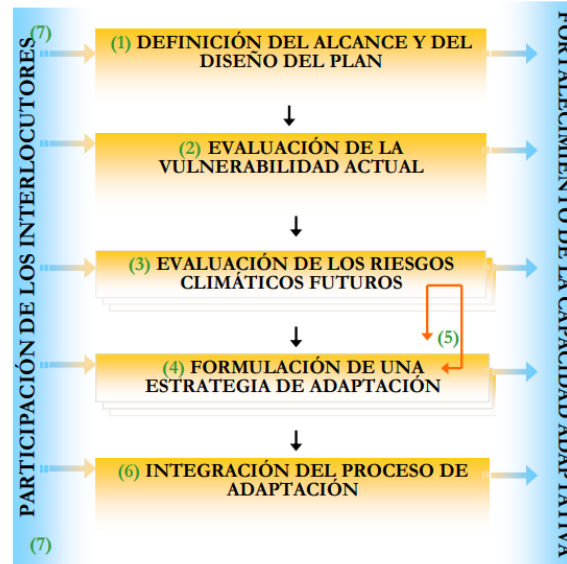 (7)
PARTICIPACIÓN DE LOS INTERLOCUTORES
(7)
(1) DEFINICIÓN DEL ALCANCE Y DEL
DISEÑO DEL PLAN
(2) EVALUACIÓN DE LA
VULNERABILIDAD ACTUAL
(3) EVALUACIÓN DE LOS RIESGOS
CLIMÁTICOS FUTUROS
(5)
(4) FORMULACIÓN DE UNA
ESTRATEGIA DE ADAPTACIÓN
(6) INTEGRACIÓN DEL PROCESO DE
ADAPTACIÓN
FORTALECIMIENTO DE LA CAPACIDAD ADAPTATIVA